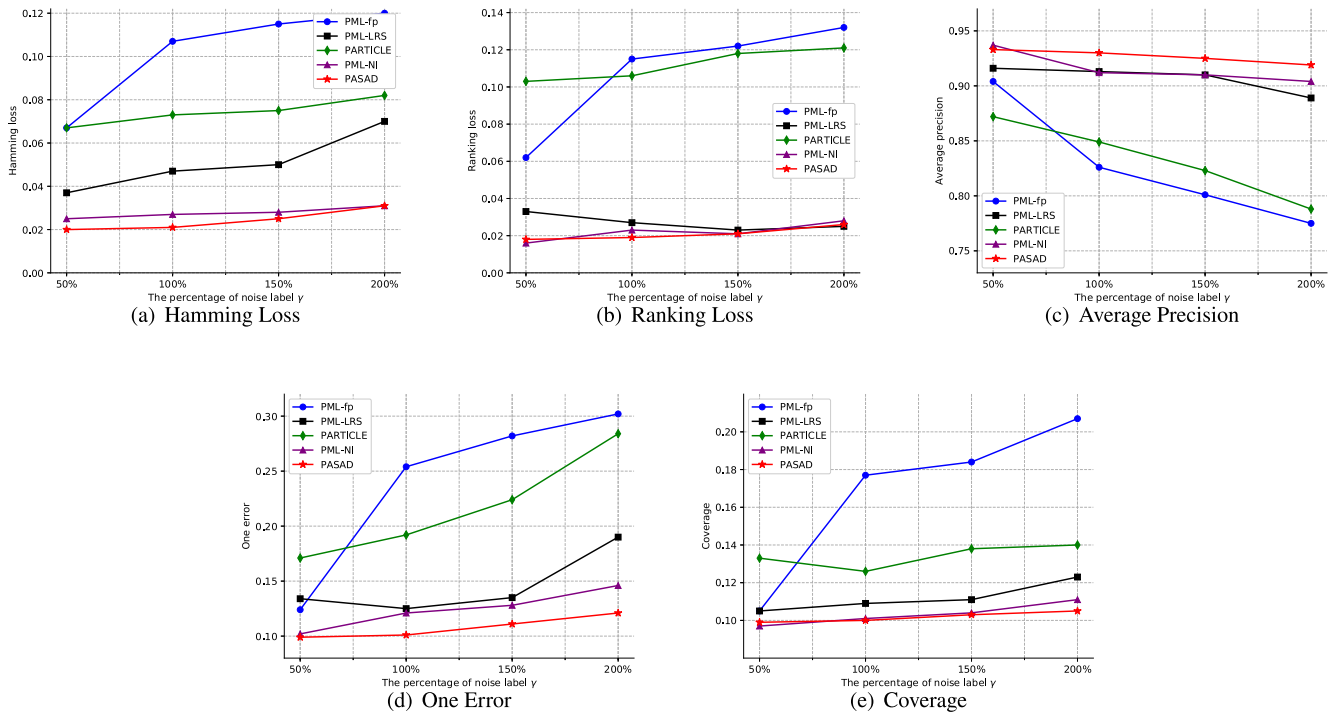 0.12
0.10
0.08
0.06
0.04
0.02
0.00
Hamming loss
PML-fp
PML-LRS
PARTICLE
PML-NI
PASAD
50% 100% 150% 200%
The percentage of noise label γ
(a) Hamming Loss
0.14
0.12
0.10
0.08
0.06
0.04
0.02
0.00
Ranking loss
PML-fp
PML-LRS
PARTICLE
PML-NI
PASAD
50% 100% 150% 200%
The percentage of noise label γ
(b) Ranking Loss
0.95
0.90
0.85
0.80
0.75
Average precision
PML-fp
PML-LRS
PARTICLE
PML-NI
PASAD
50% 100% 150% 200%
The percentage of noise label γ
(c) Average Precision
0.30
0.25
0.20
0.15
0.10
One error
PML-fp
PML-LRS
PARTICLE
PML-NI
PASAD
50% 100% 150% 200%
The percentage of noise label γ
(d) One Error
0.20
0.18
0.16
0.14
0.12
0.10
Coverage
PML-fp
PML-LRS
PARTICLE
PML-NI
PASAD
50% 100% 150% 200%
The percentage of noise label γ
(e) Coverage